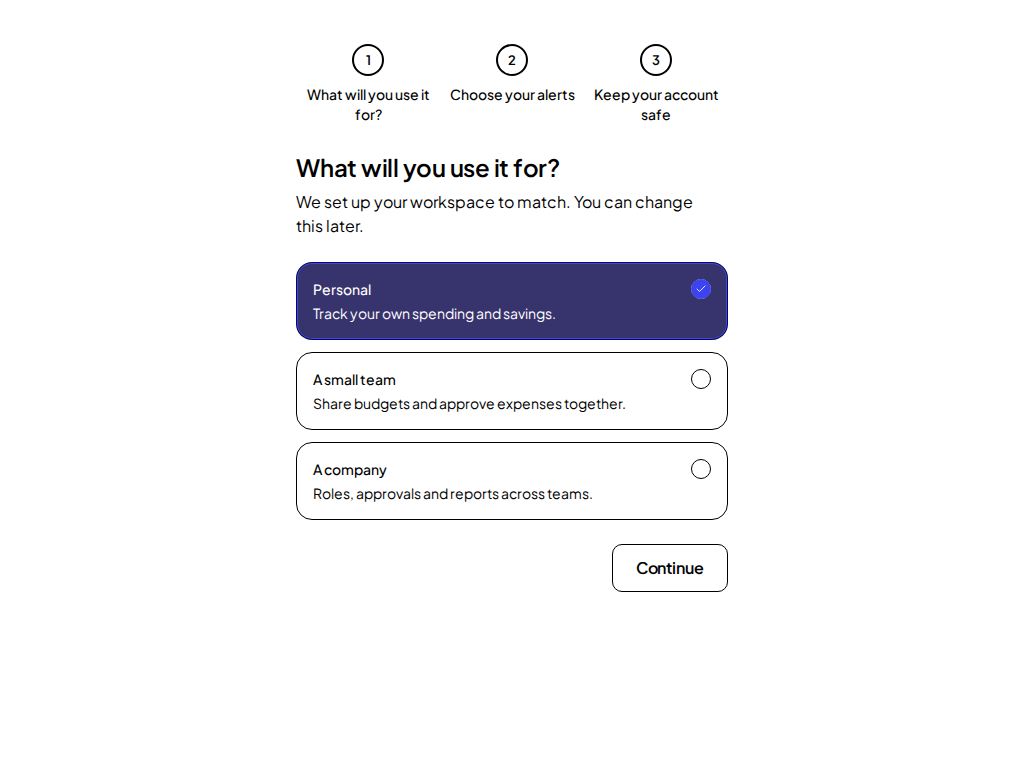 1
2
3
What will you use it
for?
Choose your alerts
Keep your account
safe
What will you use it for?
We set up your workspace to match. You can change
this later.
Personal
Track your own spending and savings.
A small team
Share budgets and approve expenses together.
A company
Roles, approvals and reports across teams.
Continue